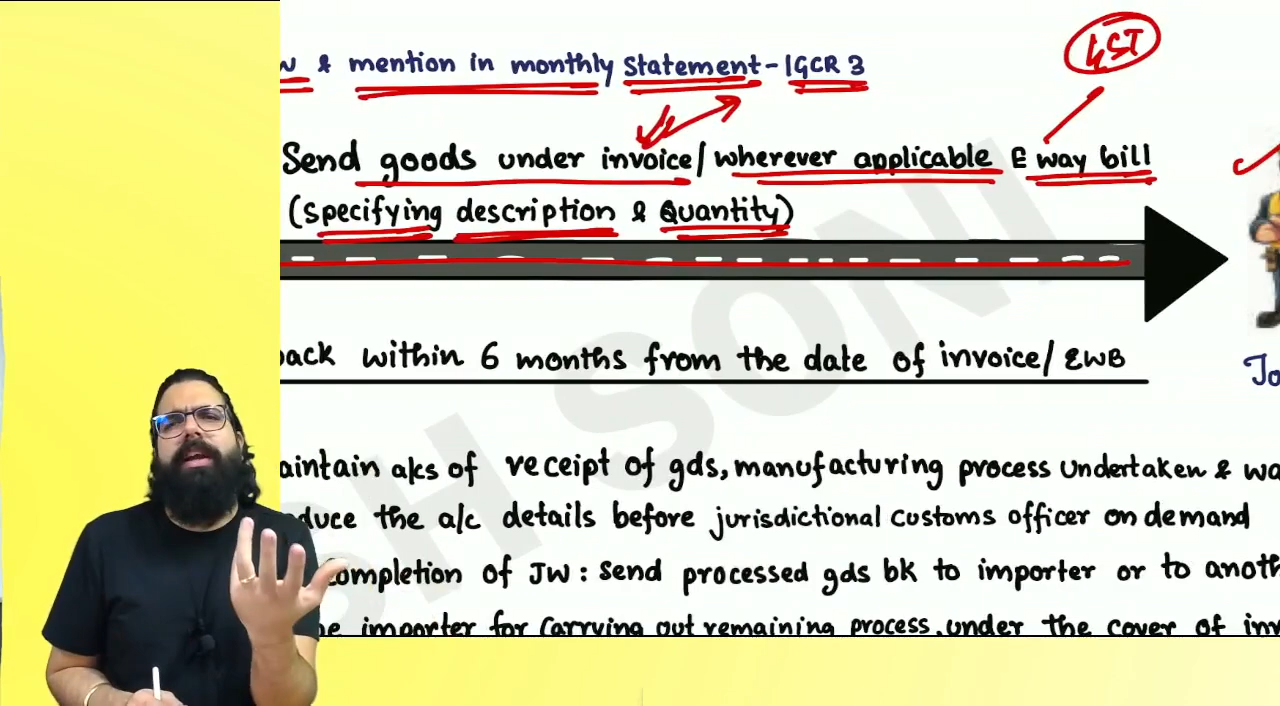 & mention in monthly Statement-IGCR 3
GST
Send goods under invoice/wherever applicable E way bill
(specifying description & Quantity)
back within 6 months from the date of invoice/EWB
aintain a/cs of receipt of gds, manufacturing process undertaken & wa
duce the a/c details before jurisdictional customs officer on demand
completion of JW: Send processed gds bk to importer or to anoth
importer for carrying out remaining process, under the cover of inv
SH SONI